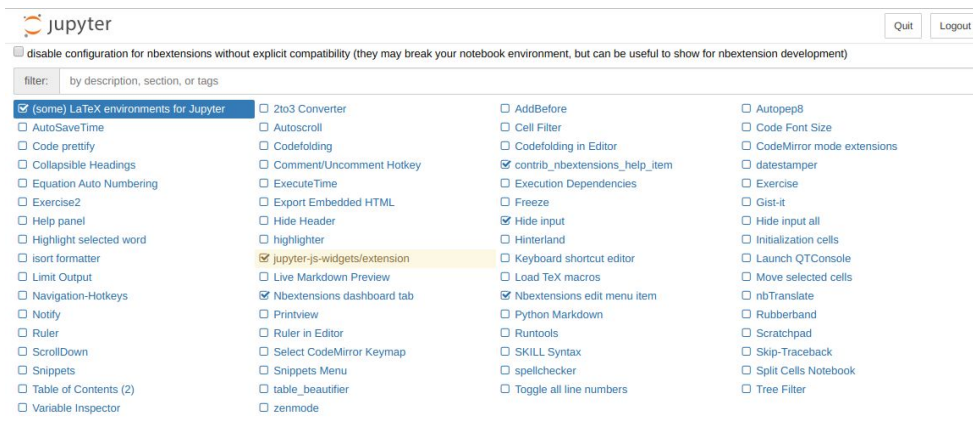 jupyter
Quit Logout
disable configuration for nbextensions without explicit compatibility (they may break your notebook environment, but can be useful to show for nbextension development)
filter: by description, section, or tags
(some) LaTeX environments for Jupyter 2to3 Converter AddBefore Autopep8
AutoSaveTime Autoscroll Cell Filter Code Font Size
Code prettify Codefolding Codefolding in Editor CodeMirror mode extensions
Collapsible Headings Comment/Uncomment Hotkey contrib_nbextensions_help_item datestamper
Equation Auto Numbering ExecuteTime Execution Dependencies Exercise
Exercise2 Export Embedded HTML Freeze Gist-it
Help panel Hide Header Hide input Hide input all
Highlight selected word highlighter Hinterland Initialization cells
isort formatter jupyter-js-widgets/extension Keyboard shortcut editor Launch QTConsole
Limit Output Live Markdown Preview Load TeX macros Move selected cells
Navigation-Hotkeys Nbextensions dashboard tab Nbextensions edit menu item nbTranslate
Notify Printview Python Markdown Rubberband
Ruler Ruler in Editor Runtools Scratchpad
ScrollDown Select CodeMirror Keymap SKILL Syntax Skip-Traceback
Snippets Snippets Menu spellchecker Split Cells Notebook
Table of Contents (2) table_beautifier Toggle all line numbers Tree Filter
Variable Inspector zenmode